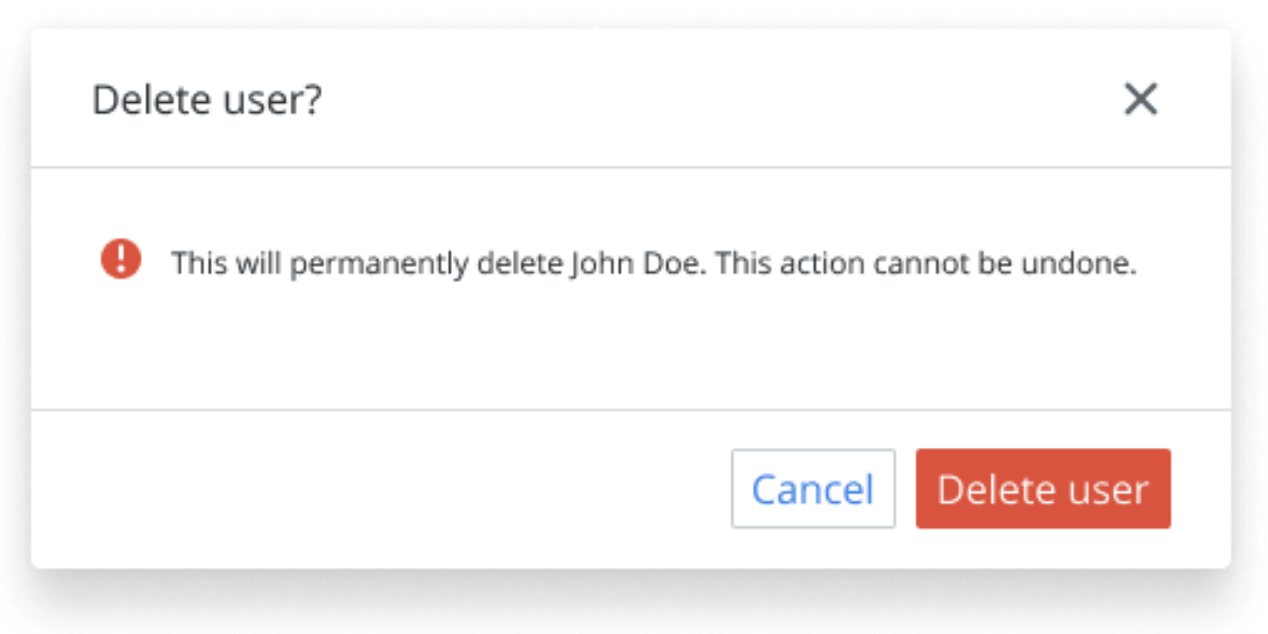 Delete user?
This will permanently delete John Doe. This action cannot be undone.
Cancel
Delete user